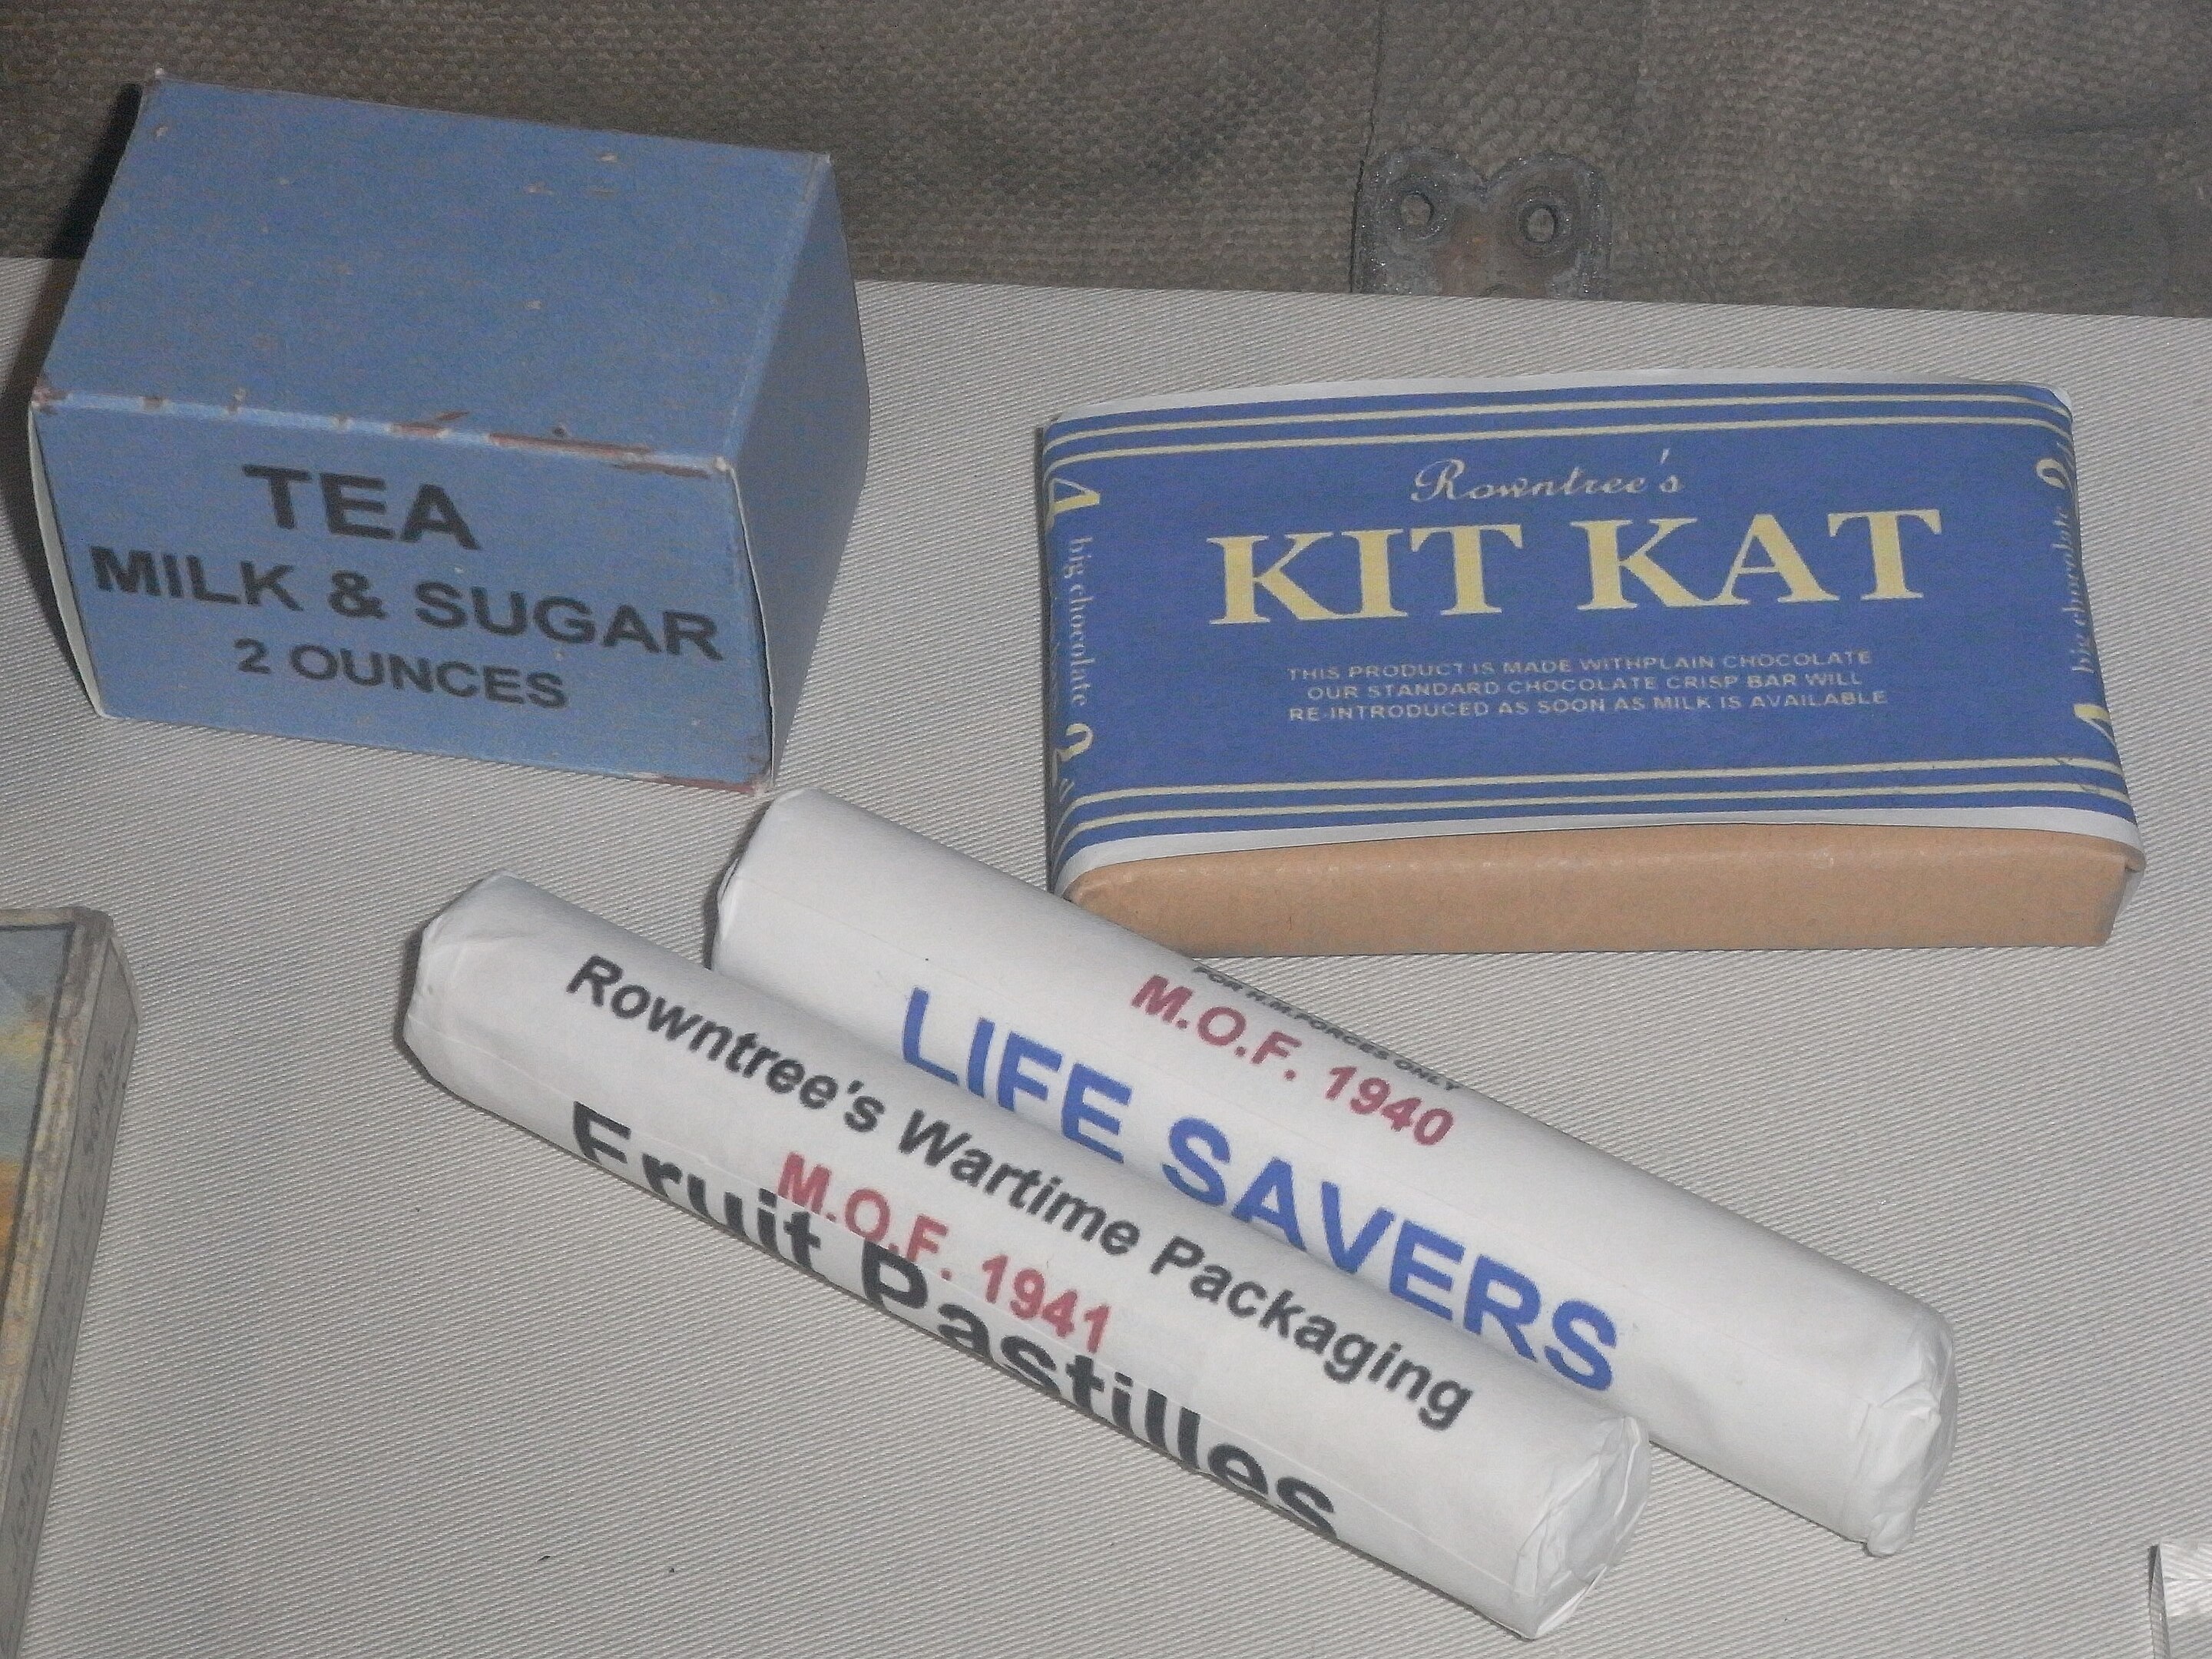 TEA
MILK & SUGAR
2 OUNCES
Rowntree's
KIT KAT
THIS PRODUCT IS MADE WITHPLAIN CHOCOLATE
OUR STANDARD CHOCOLATE CRISP BAR WILL
RE-INTRODUCED AS SOON AS MILK IS AVAILABLE
big chocolate 2
big chocolate 2
FOR H.M.FORCES ONLY
M.O.F. 1940
LIFE SAVERS
Rowntree's Wartime Packaging
M.O.F. 1941
Fruit Pastilles